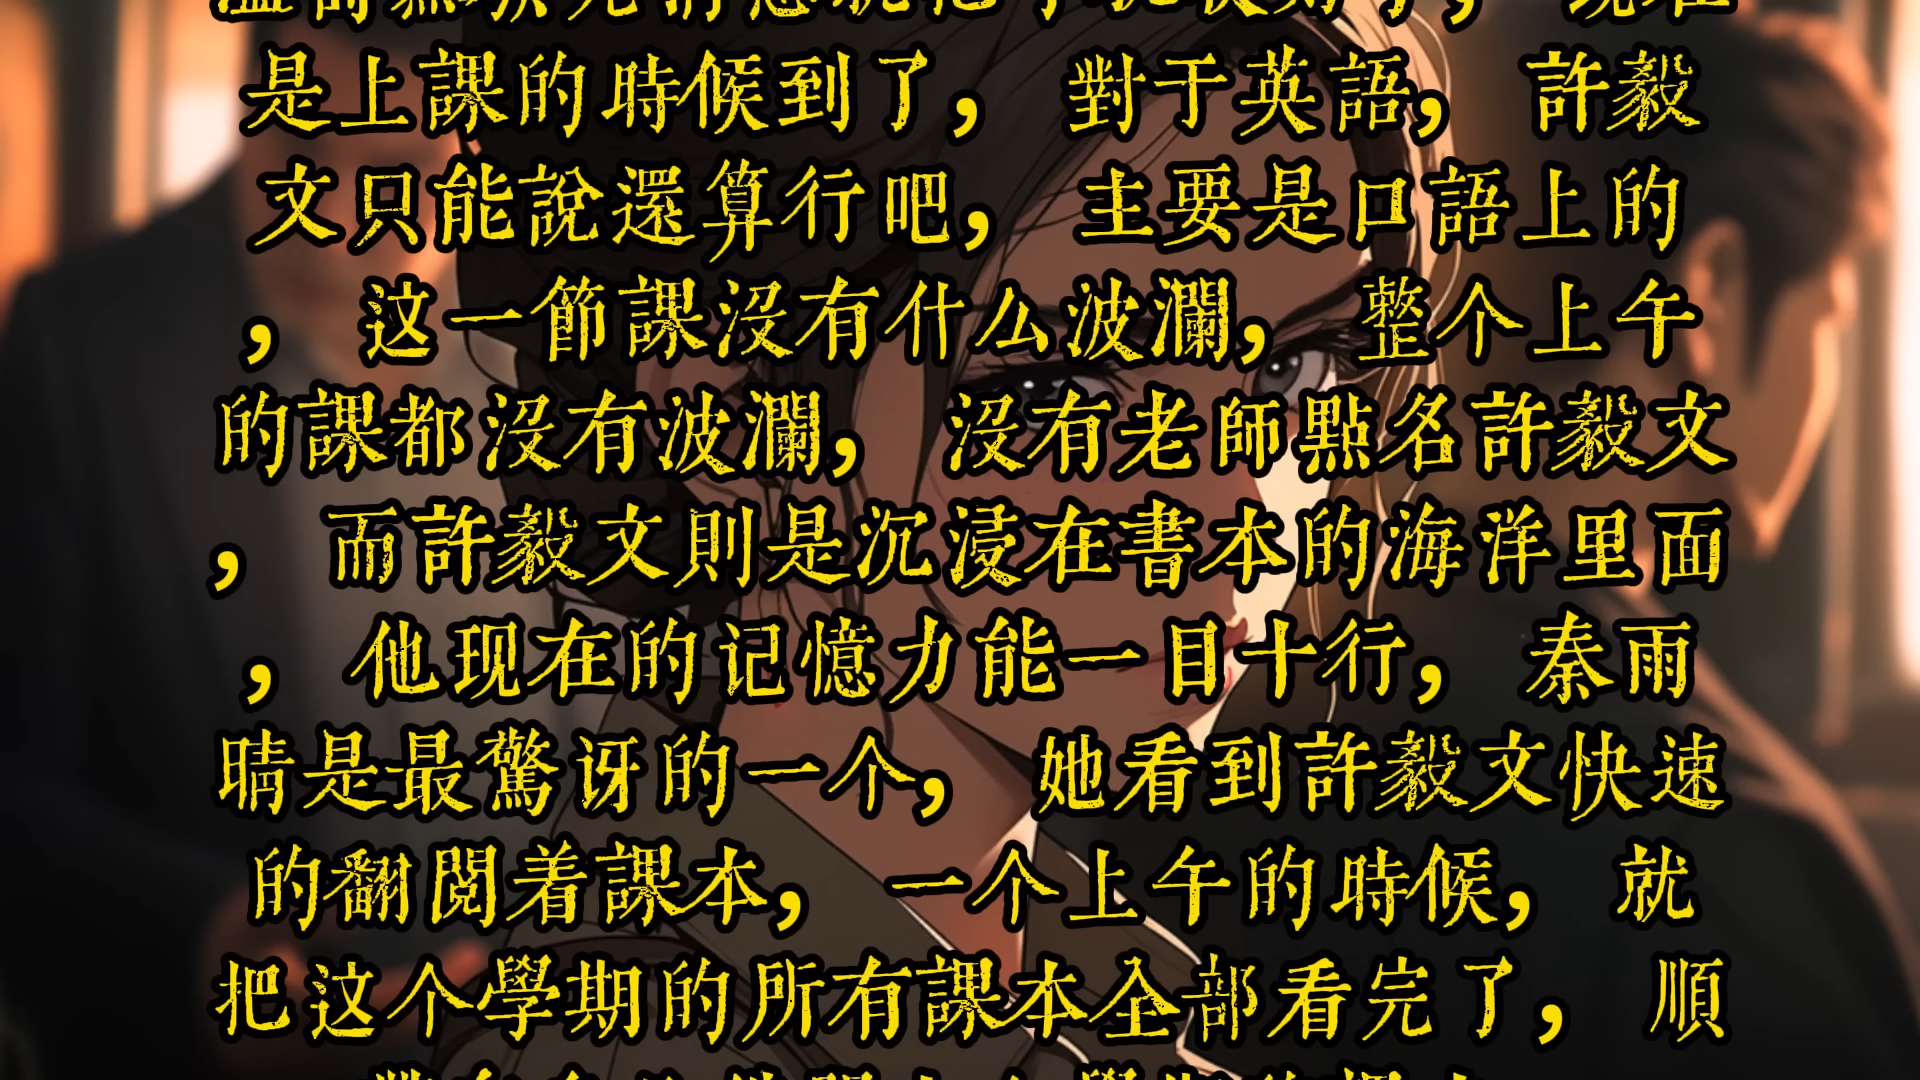 是上課的時候到了， 對于英語， 許毅
文只能說還算行吧， 主要是口語上的
， 这一節課沒有什么波瀾， 整个上午
的課都沒有波瀾， 沒有老師點名許毅文
， 而許毅文則是沉浸在書本的海洋里面
， 他现在的记憶力能一目十行， 秦雨
晴是最驚讶的一个， 她看到許毅文快速
的翻閱着課本， 一个上午的時候， 就
把这个學期的所有課本全部看完了， 順